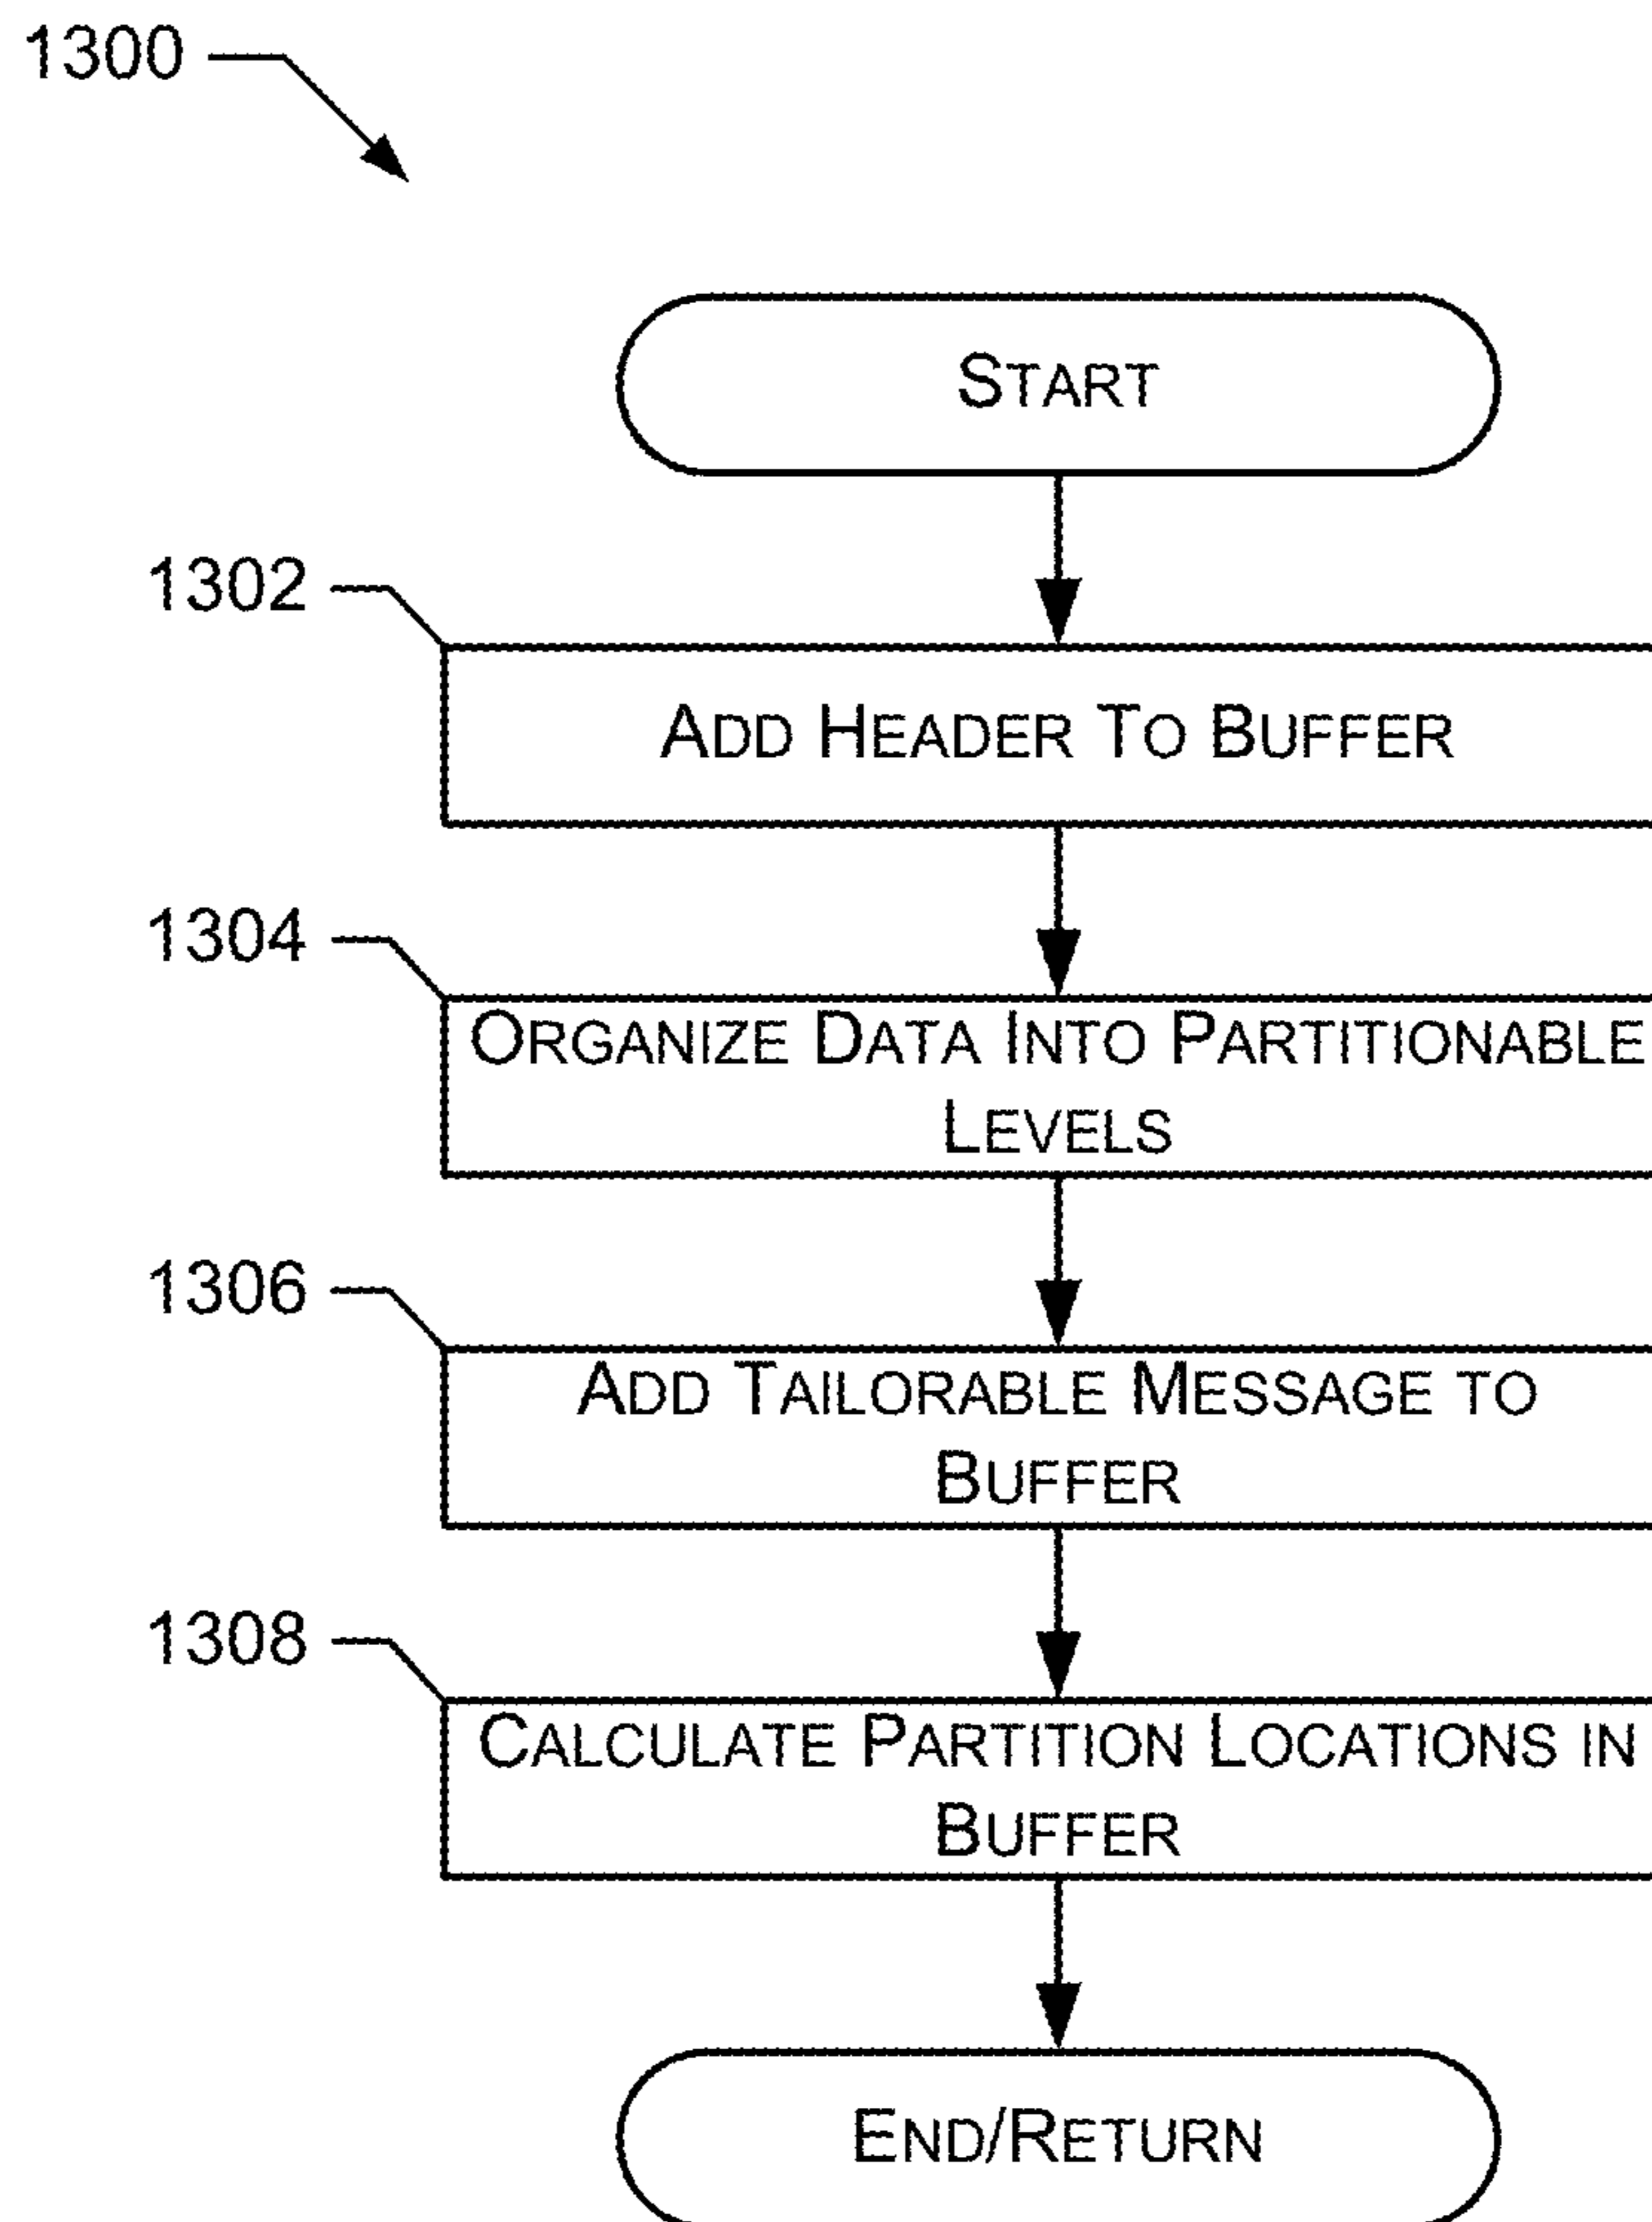 1300
START
1302
ADD HEADER TO BUFFER
1304
ORGANIZE DATA INTO PARTITIONABLE
LEVELS
1306
ADD TAILORABLE MESSAGE TO
BUFFER
1308
CALCULATE PARTITION LOCATIONS IN
BUFFER
END/RETURN